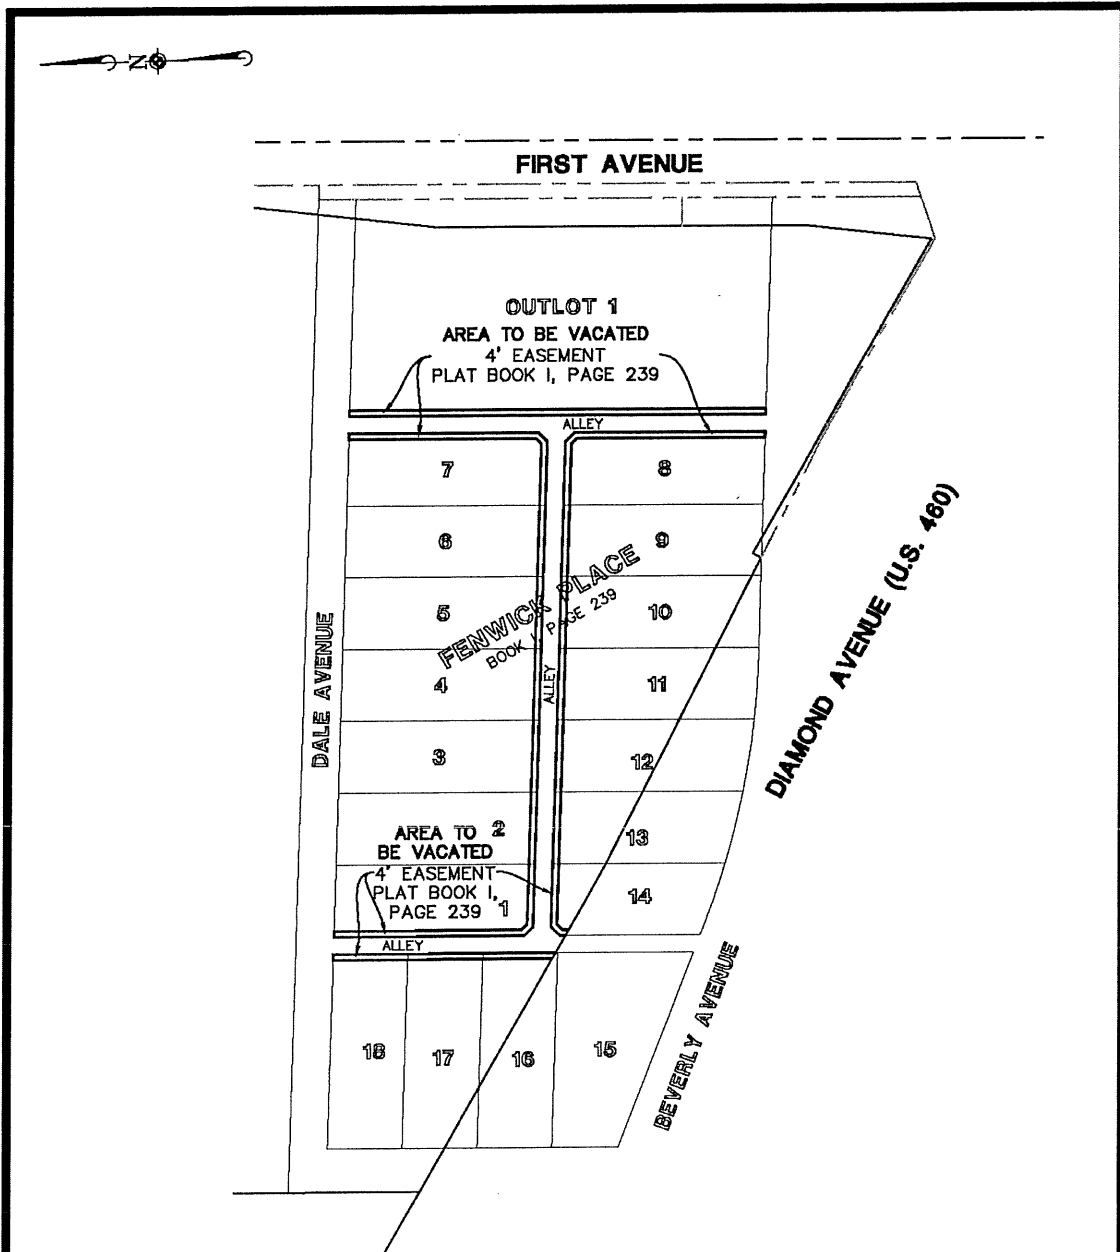 N
FIRST AVENUE
OUTLOT 1
AREA TO BE VACATED
4' EASEMENT
PLAT BOOK I, PAGE 239
ALLEY
7
8
6
9
FENWICK PLACE
BOOK I, PAGE 239
5
10
4
11
ALLEY
DALE AVENUE
DIAMOND AVENUE (U.S. 460)
3
12
2
13
AREA TO
BE VACATED
4' EASEMENT
PLAT BOOK I,
PAGE 239
1
14
ALLEY
BEVERLY AVENUE
18
17
16
15